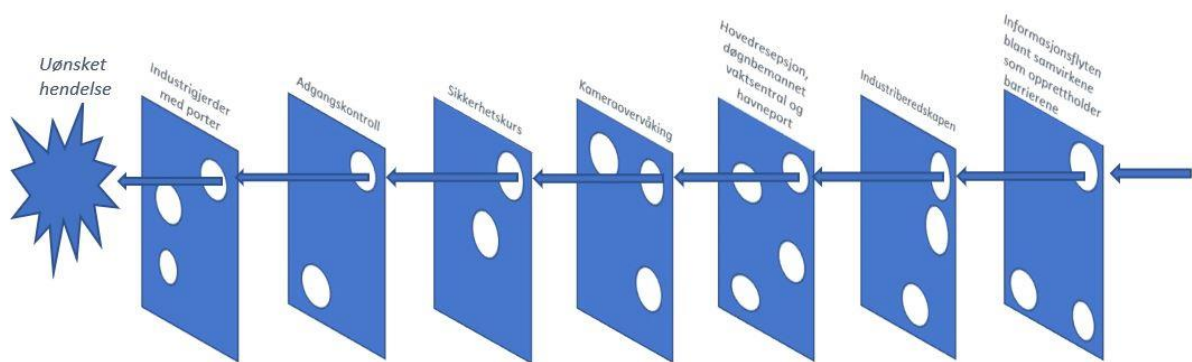 Uønsket
hendelse
Industrigjerder
med porter
Adgangskontroll
Sikkerhetskurs
Kameraovervåking
Hovedresepsjon,
døgnbemannet
vaktsentral og
havneport
Industriberedskapen
Informasjonsflyten
blant samvirkene
som opprettholder
barrierene